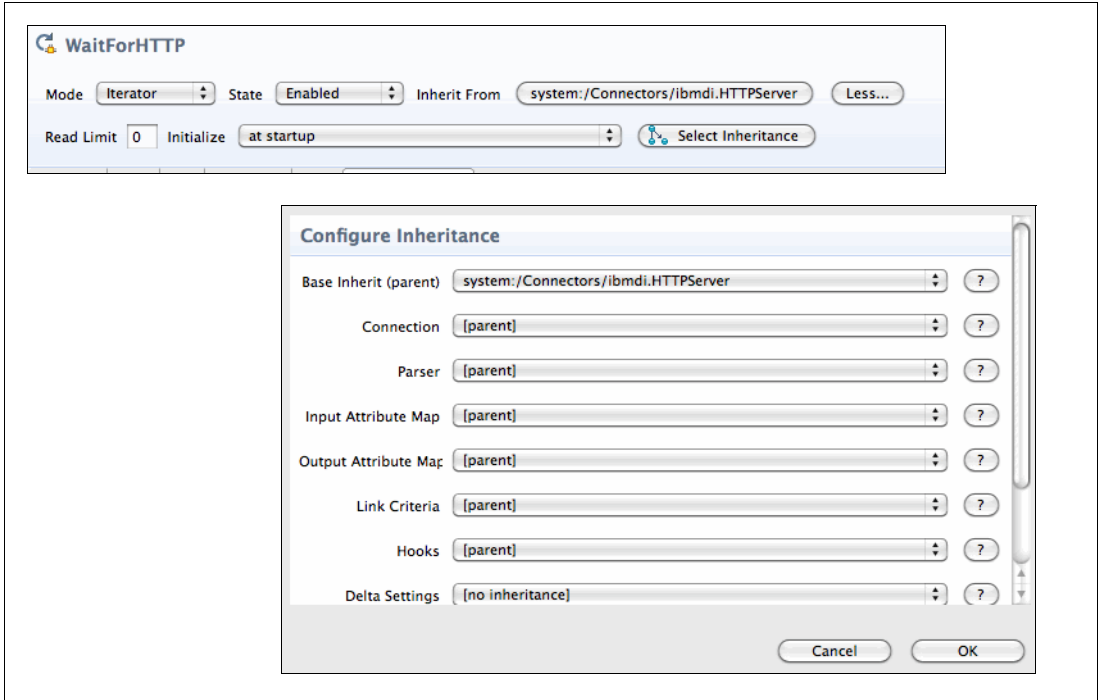 WaitForHTTP
Mode Iterator State Enabled Inherit From system:/Connectors/ibmdi.HTTPServer Less...
Read Limit 0 Initialize at startup Select Inheritance
Configure Inheritance
Base Inherit (parent) system:/Connectors/ibmdi.HTTPServer ?
Connection [parent] ?
Parser [parent] ?
Input Attribute Map [parent] ?
Output Attribute Map [parent] ?
Link Criteria [parent] ?
Hooks [parent] ?
Delta Settings [no inheritance] ?
Cancel OK